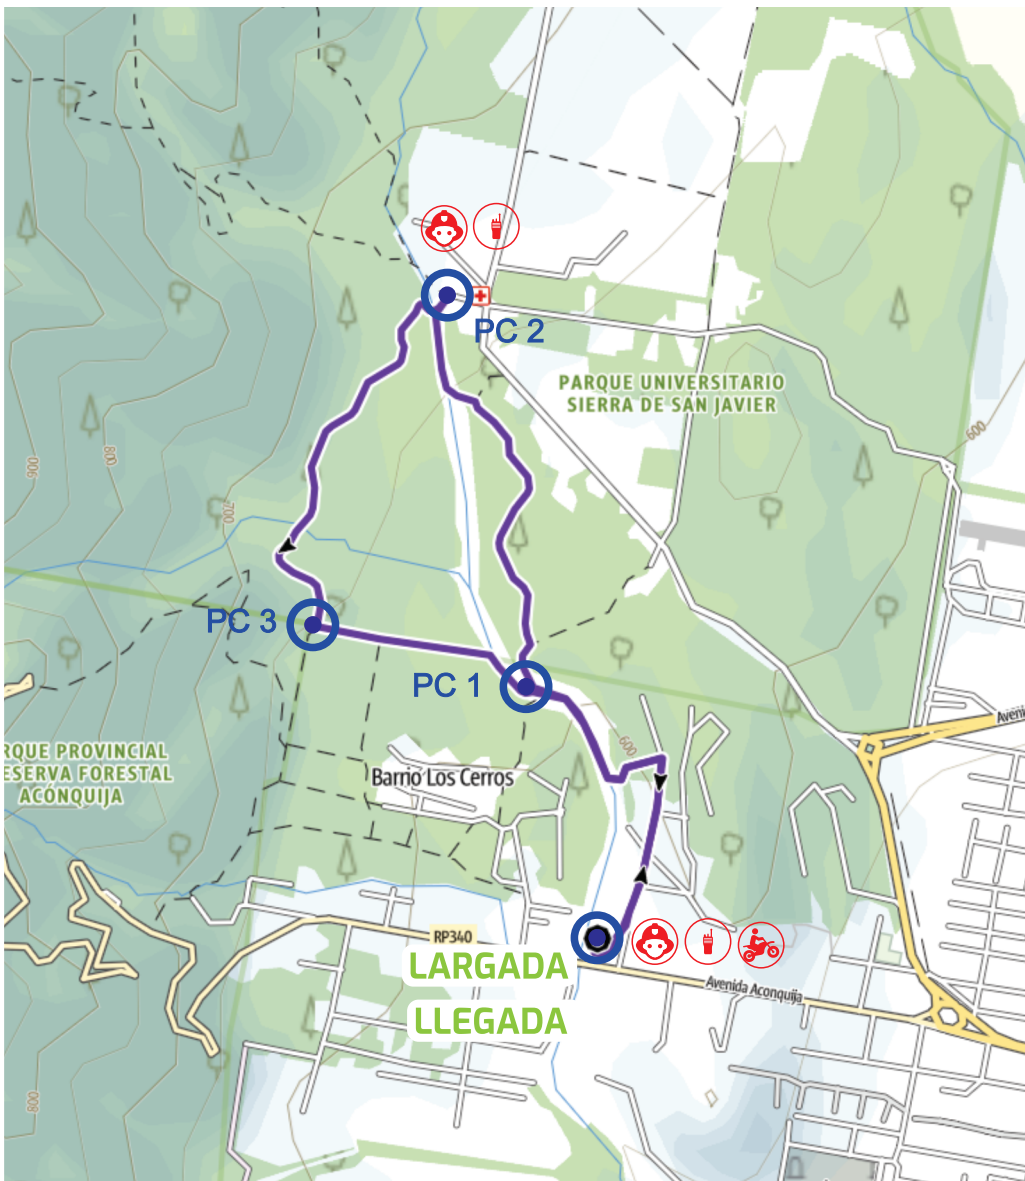 PC 2
PARQUE UNIVERSITARIO
SIERRA DE SAN JAVIER
600
900
800
700
PC 3
PC 1
600
Aveni
RQUE PROVINCIAL
ESERVA FORESTAL
ACONQUIJA
Barrio Los Cerros
RP340
LARGADA
Avenida Aconquija
LLEGADA
800